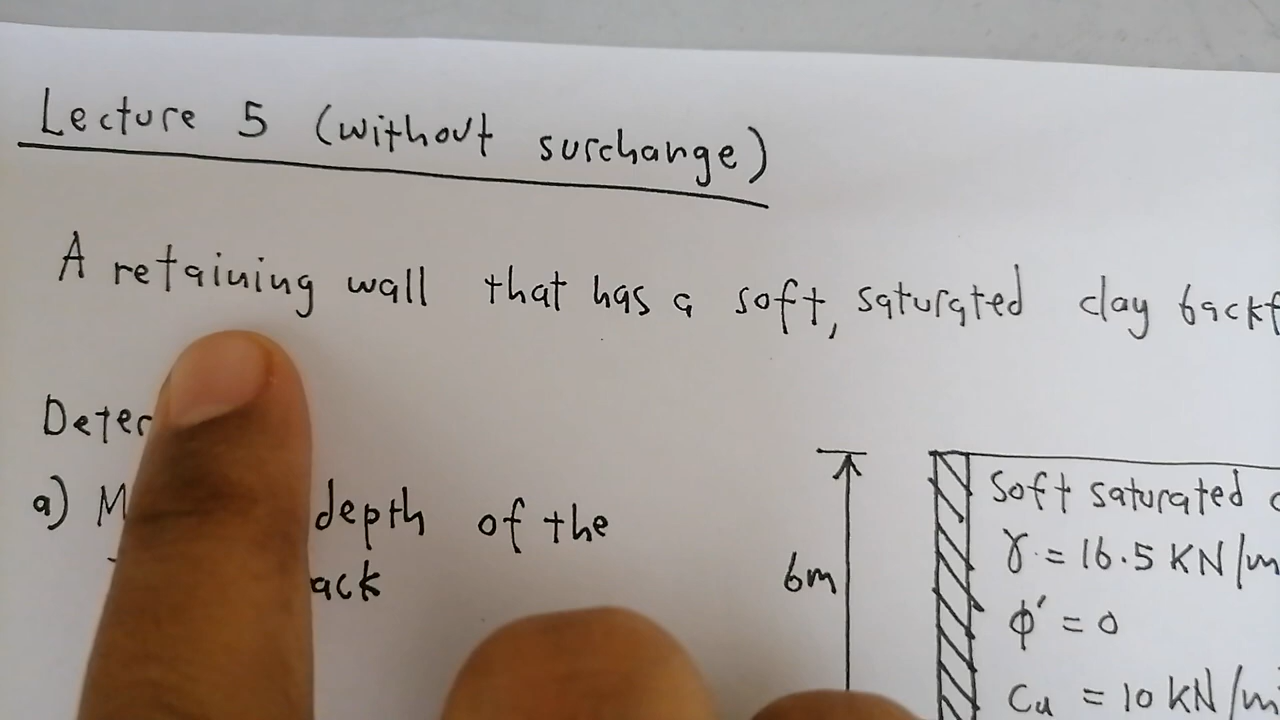 Lecture 5 (without surchange)
A retaining wall that has a soft, saturated clay backf
Deter
a) M depth of the
ack
6m
Soft saturated c
γ = 16.5 KN/m
ϕ' = 0
Cu = 10 kN/m